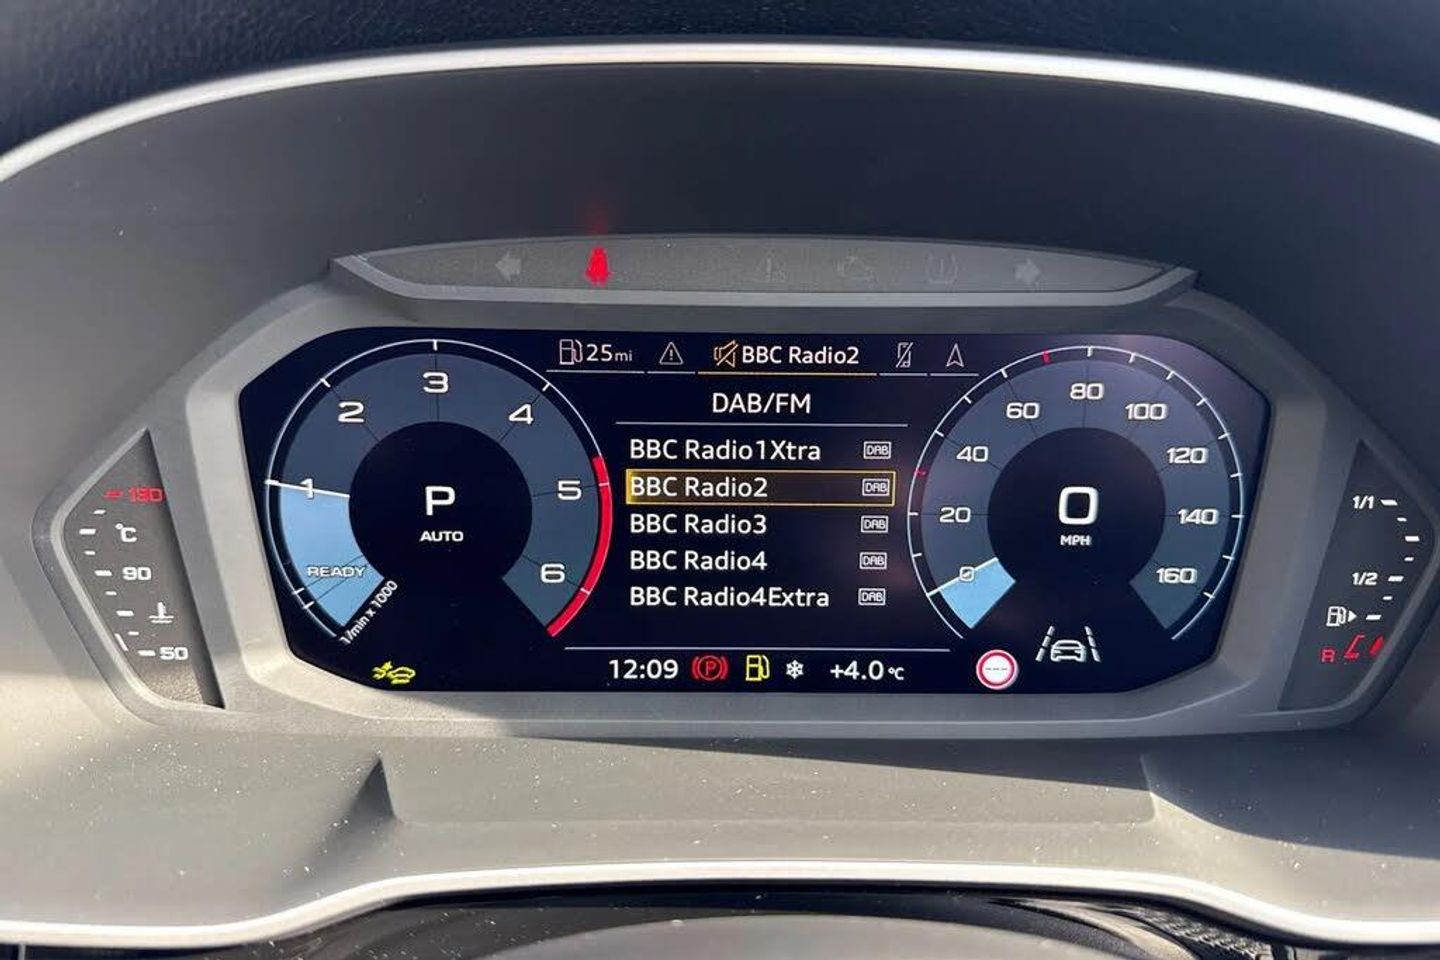 25mi BBC Radio2
DAB/FM
BBC Radio1Xtra DAB
BBC Radio2 DAB
BBC Radio3 DAB
BBC Radio4 DAB
BBC Radio4Extra DAB
12:09 P +4.0°C
1 2 3 4 5 6
READY
1/min x 1000
P
AUTO
0 20 40 60 80 100 120 140 160
0
MPH
130
°C
90
50
1/1
1/2
R